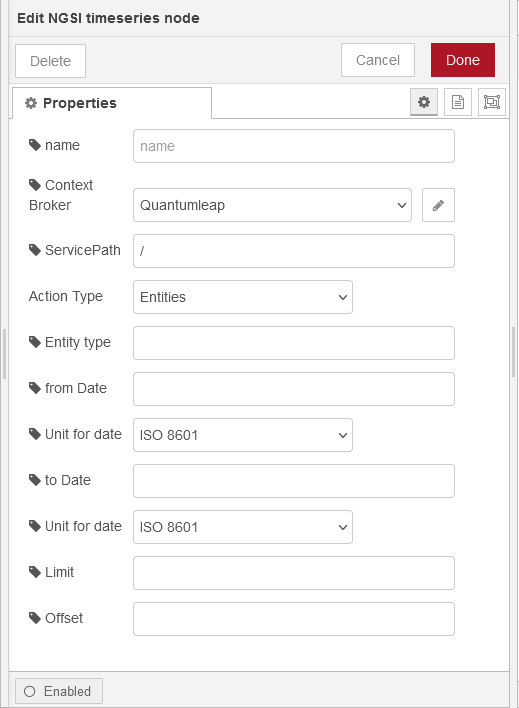 Edit NGSI timeseries node
Delete
Cancel
Done
Properties
name
name
Context
Broker
Quantumleap
ServicePath
/
Action Type
Entities
Entity type
from Date
Unit for date
ISO 8601
to Date
Unit for date
ISO 8601
Limit
Offset
Enabled